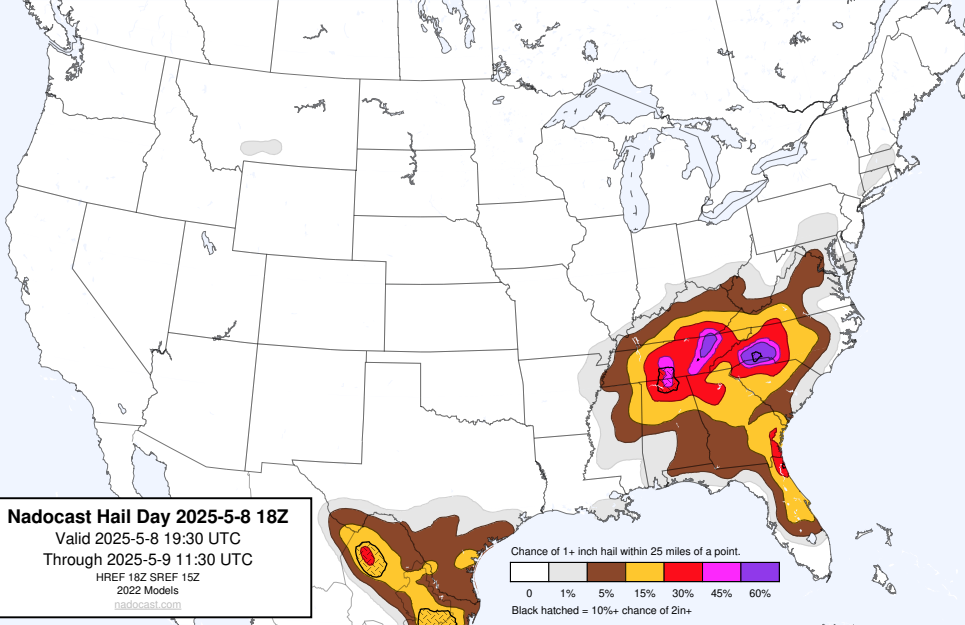 Nadocast Hail Day 2025-5-8 18Z
Valid 2025-5-8 19:30 UTC
Through 2025-5-9 11:30 UTC
HREF 18Z SREF 15Z
2022 Models
nadocast.com
Chance of 1+ inch hail within 25 miles of a point.
0 1% 5% 15% 30% 45% 60%
Black hatched = 10%+ chance of 2in+